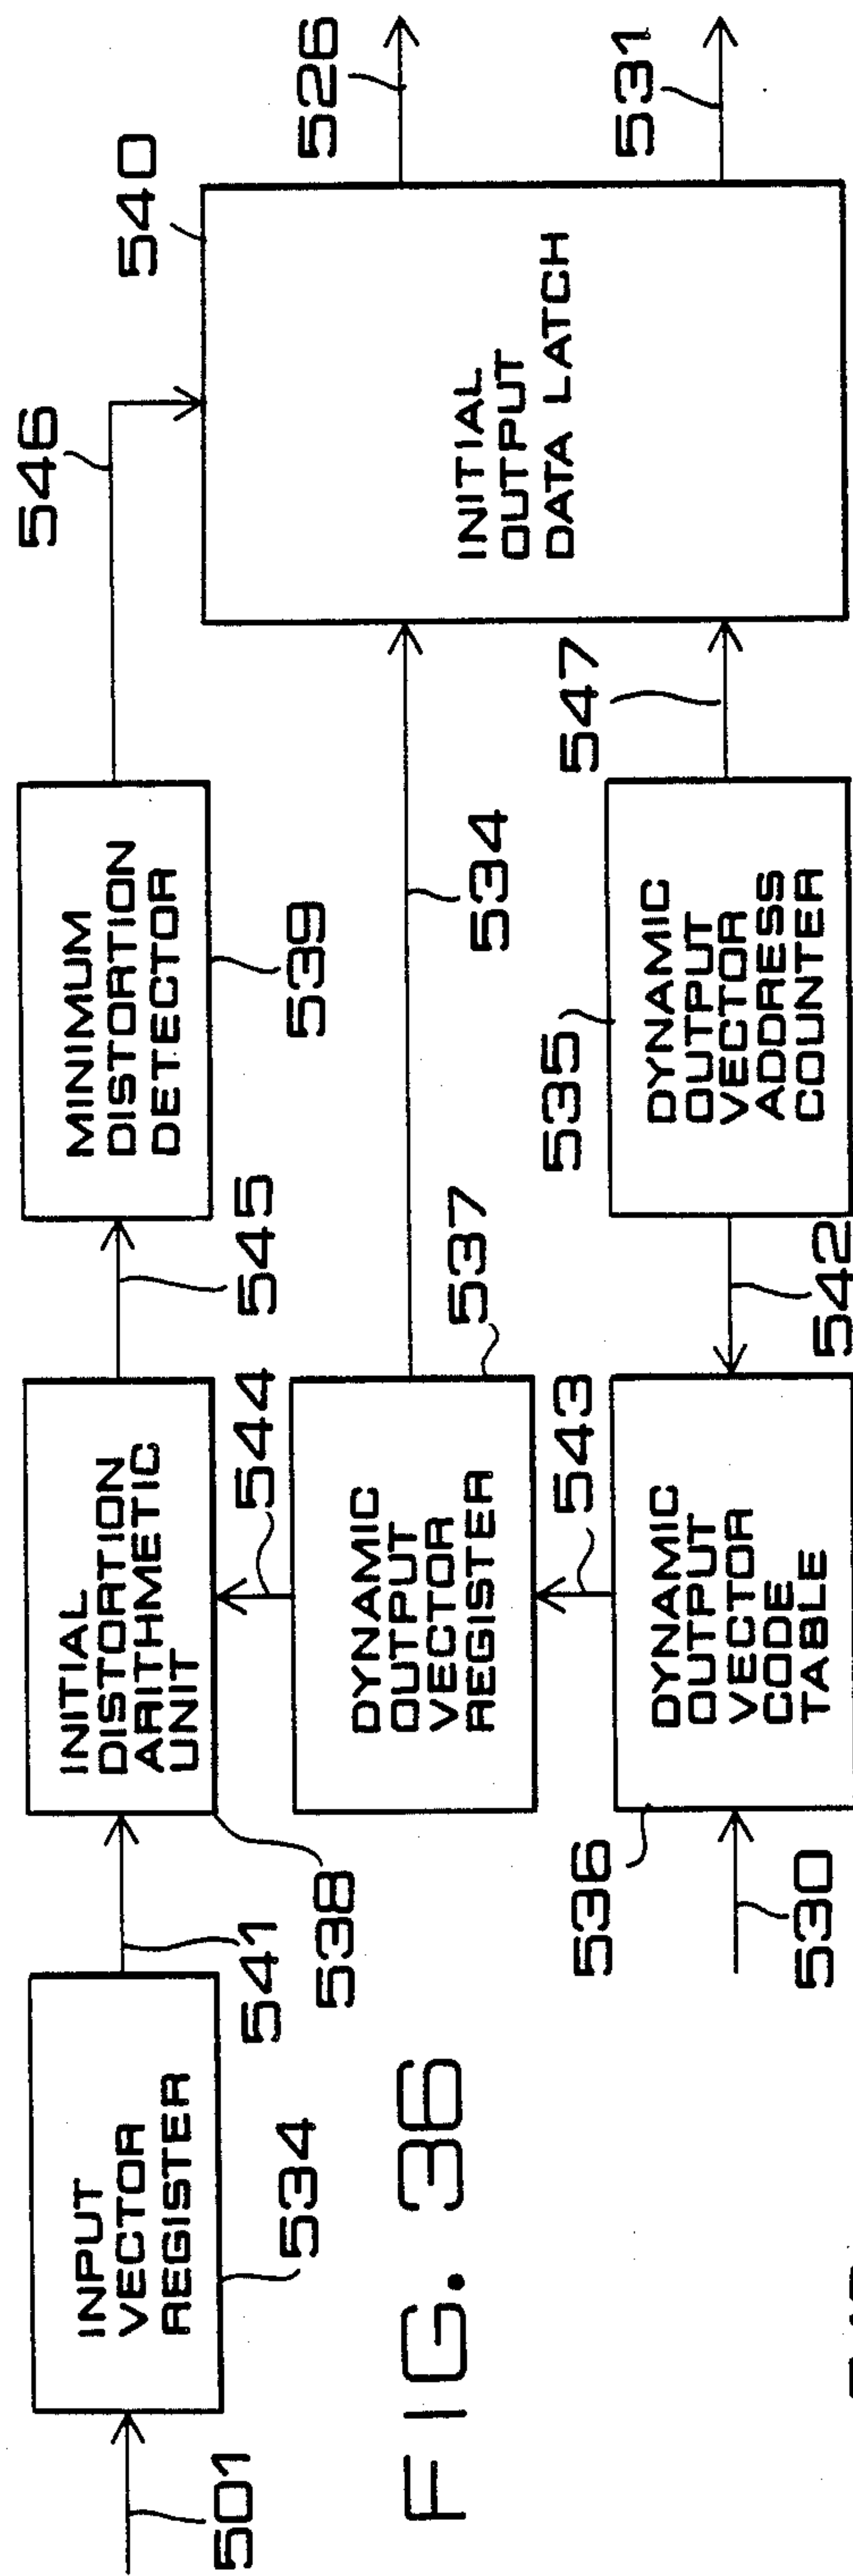 501
INPUT
VECTOR
REGISTER
534
541
INITIAL
DISTORTION
ARITHMETIC
UNIT
538
545
MINIMUM
DISTORTION
DETECTOR
539
546
544
DYNAMIC
OUTPUT
VECTOR
REGISTER
537
534
543
530
DYNAMIC
OUTPUT
VECTOR
CODE
TABLE
536
542
DYNAMIC
OUTPUT
VECTOR
ADDRESS
COUNTER
535
547
INITIAL
OUTPUT
DATA LATCH
540
526
531
FIG. 36